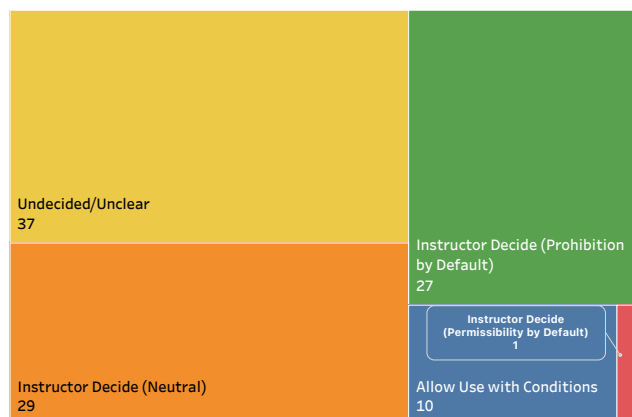 Undecided/Unclear
37
Instructor Decide (Neutral)
29
Instructor Decide (Prohibition
by Default)
27
Instructor Decide
(Permissibility by Default)
1
Allow Use with Conditions
10